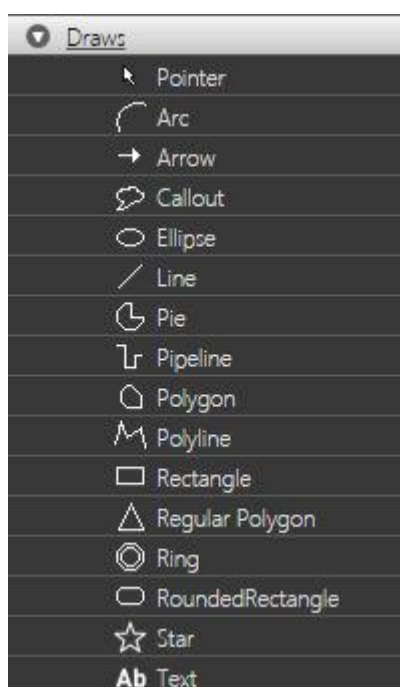 Draws
Pointer
Arc
Arrow
Callout
Ellipse
Line
Pie
Pipeline
Polygon
Polyline
Rectangle
Regular Polygon
Ring
RoundedRectangle
Star
Ab Text